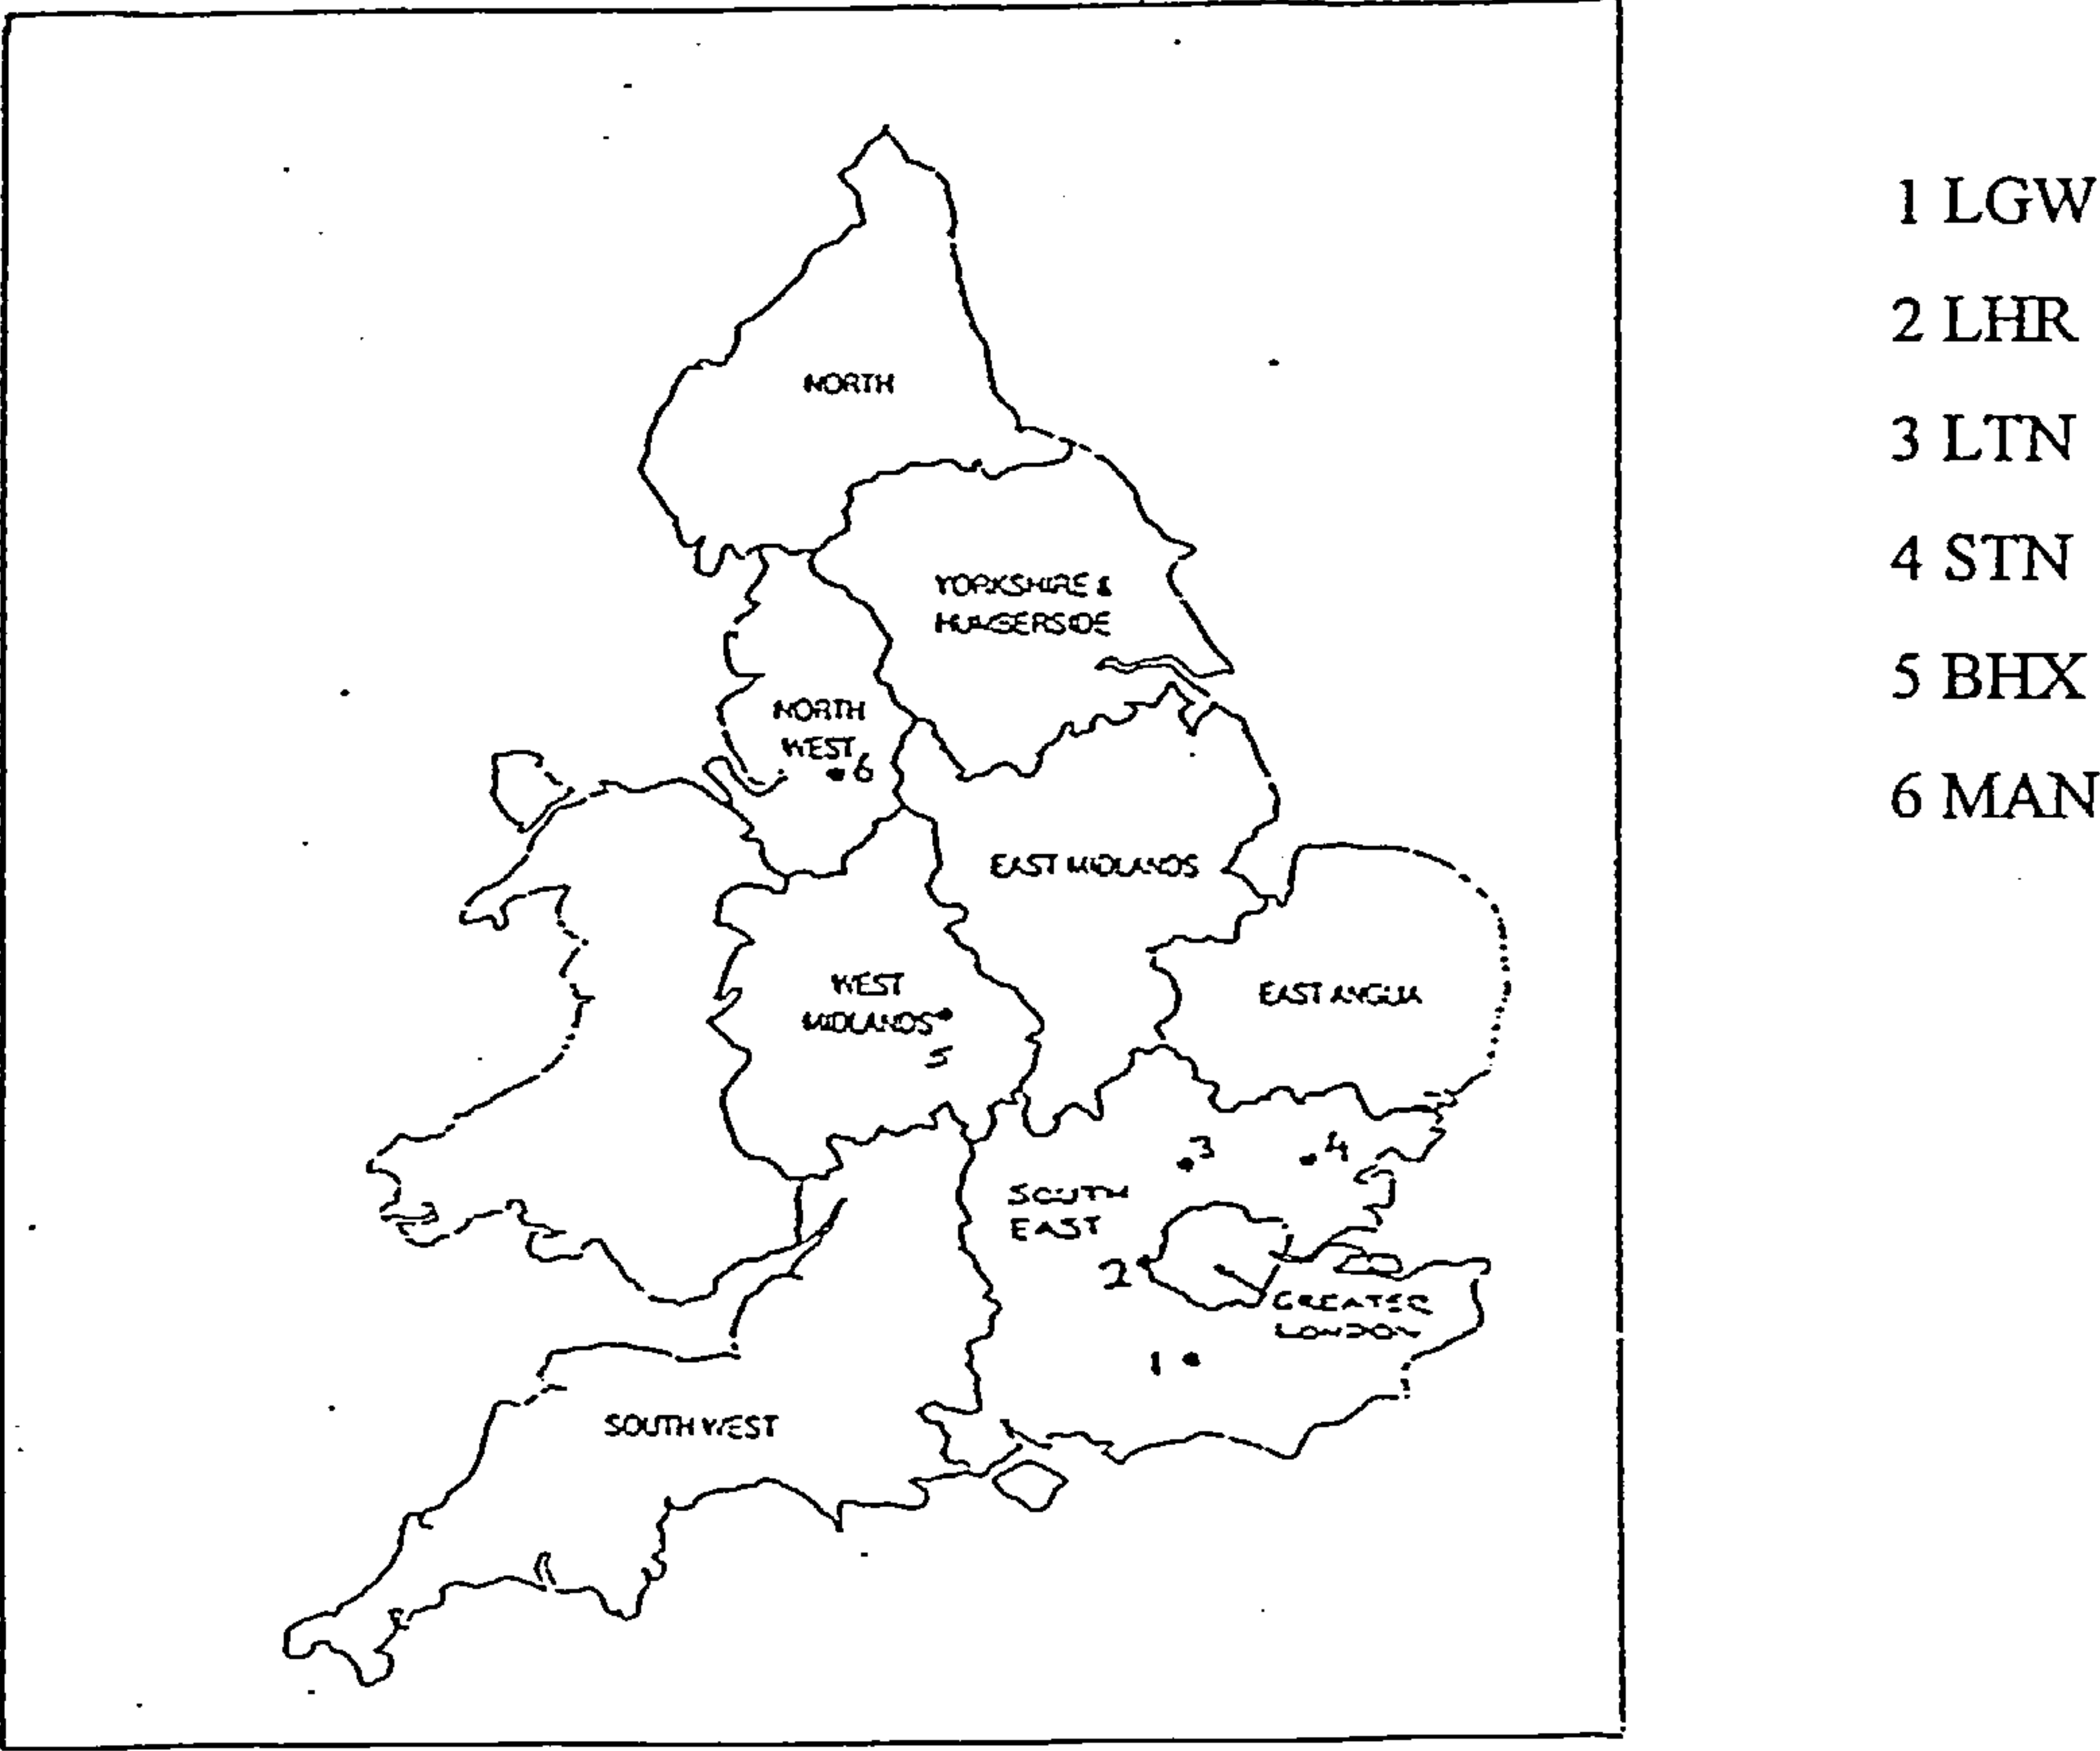 NORTH
YORKSHIRE &
HUMBERSIDE
NORTH
WEST
6
EAST MIDLANDS
WEST
MIDLANDS
5
EAST ANGLIA
3
4
SOUTH
EAST
2
GREATER
LONDON
1
SOUTH WEST
1 LGW
2 LHR
3 LTN
4 STN
5 BHX
6 MAN